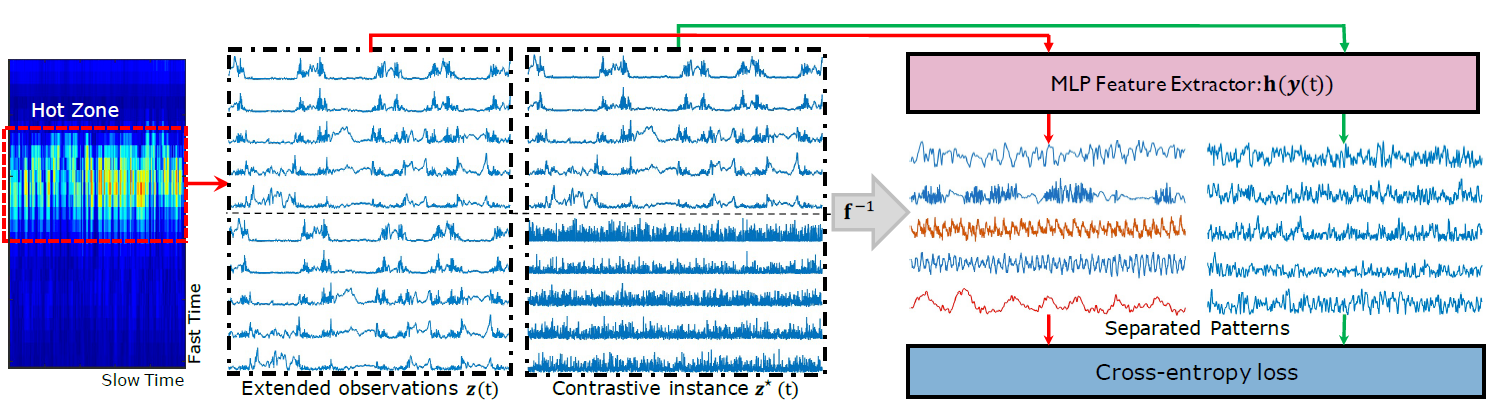 Hot Zone
Fast Time
Slow Time
Extended observations z(t)
Contrastive instance z*(t)
f⁻¹
MLP Feature Extractor:h(y(t))
Separated Patterns
Cross-entropy loss